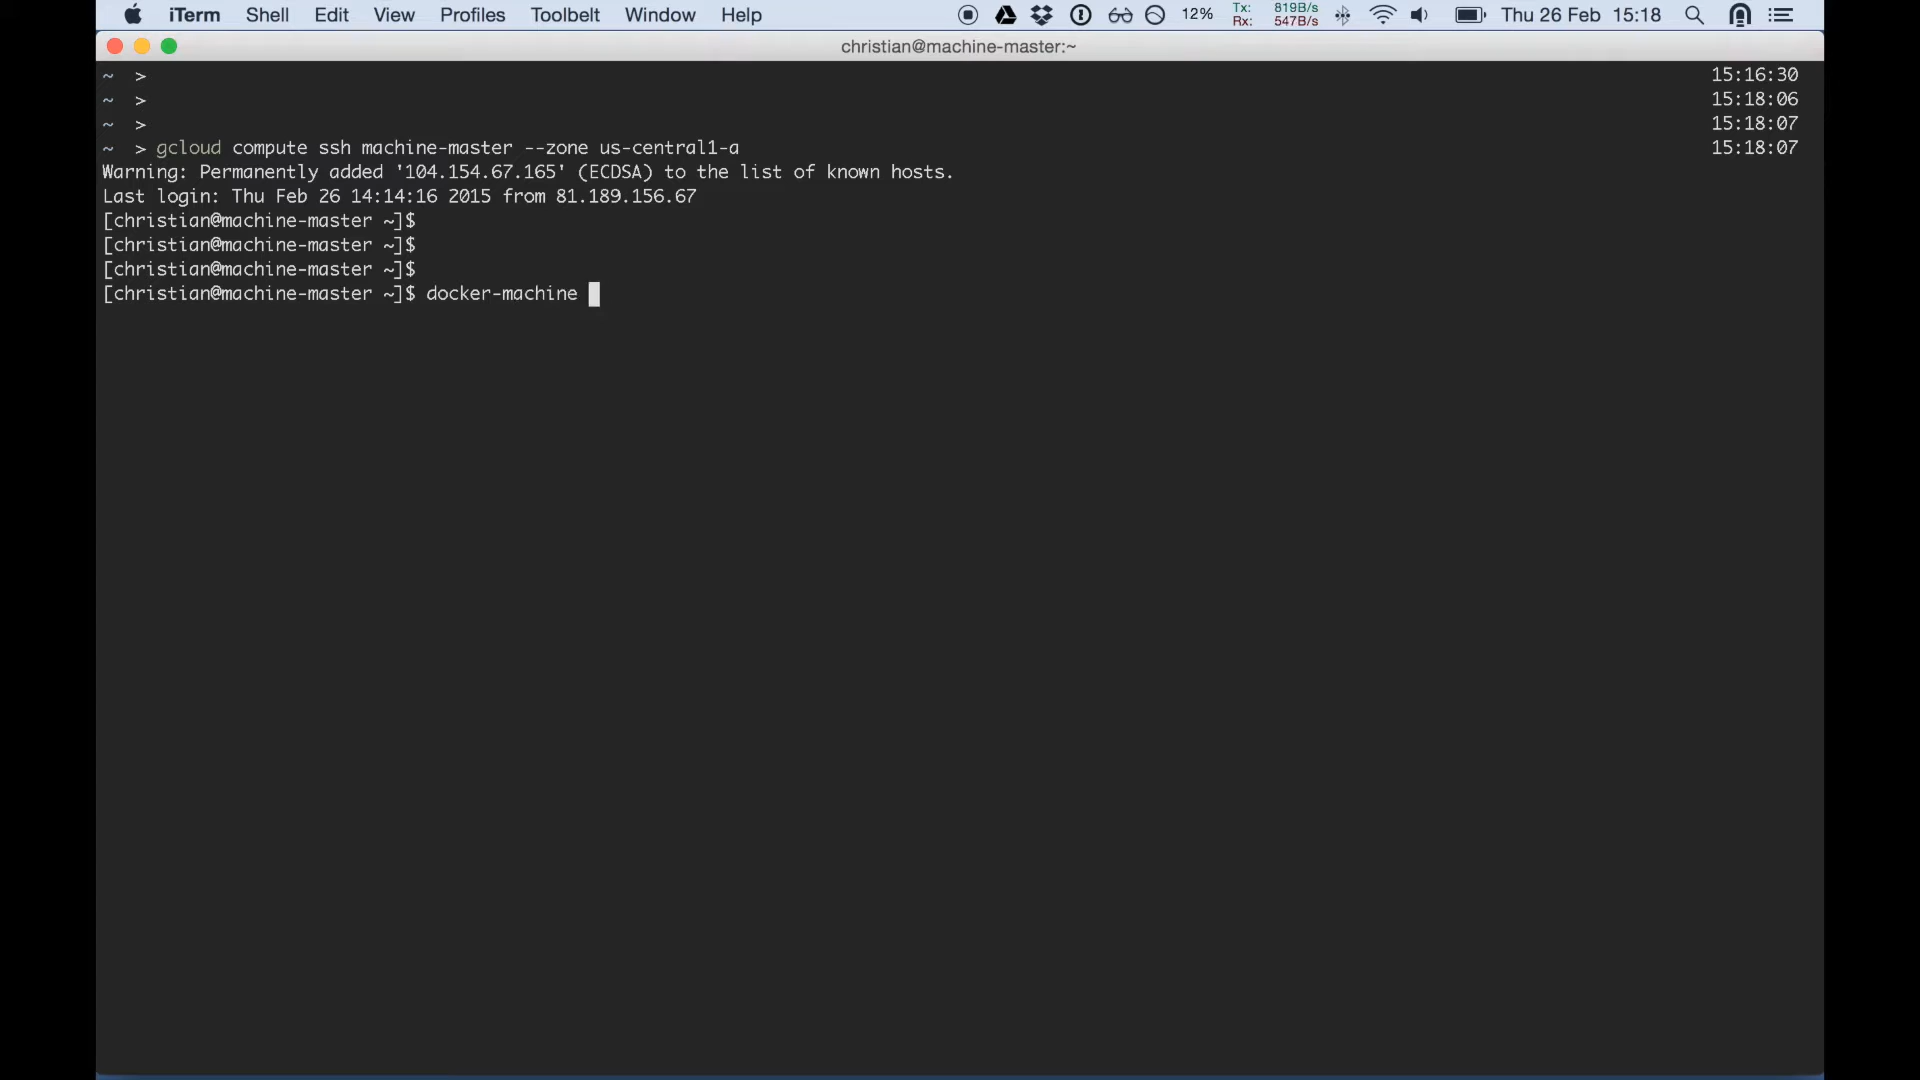 iTerm Shell Edit View Profiles Toolbelt Window Help 12% Tx: 819B/s Rx: 547B/s Thu 26 Feb 15:18
christian@machine-master:~
~ > 15:16:30
~ > 15:18:06
~ > 15:18:07
~ > gcloud compute ssh machine-master --zone us-central1-a 15:18:07
Warning: Permanently added '104.154.67.165' (ECDSA) to the list of known hosts.
Last login: Thu Feb 26 14:14:16 2015 from 81.189.156.67
[christian@machine-master ~]$
[christian@machine-master ~]$
[christian@machine-master ~]$
[christian@machine-master ~]$ docker-machine